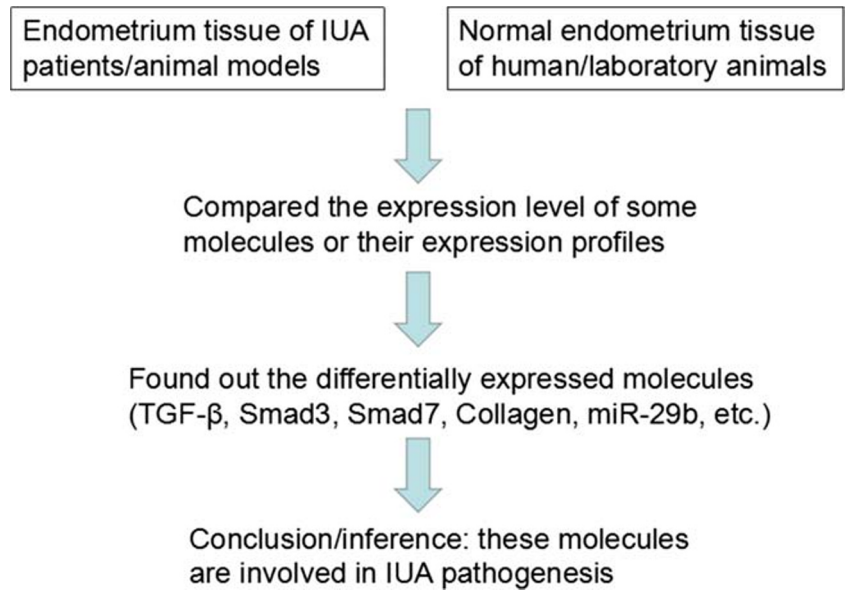 Endometrium tissue of IUA
patients/animal models
Normal endometrium tissue
of human/laboratory animals
Compared the expression level of some
molecules or their expression profiles
Found out the differentially expressed molecules
(TGF-β, Smad3, Smad7, Collagen, miR-29b, etc.)
Conclusion/inference: these molecules
are involved in IUA pathogenesis